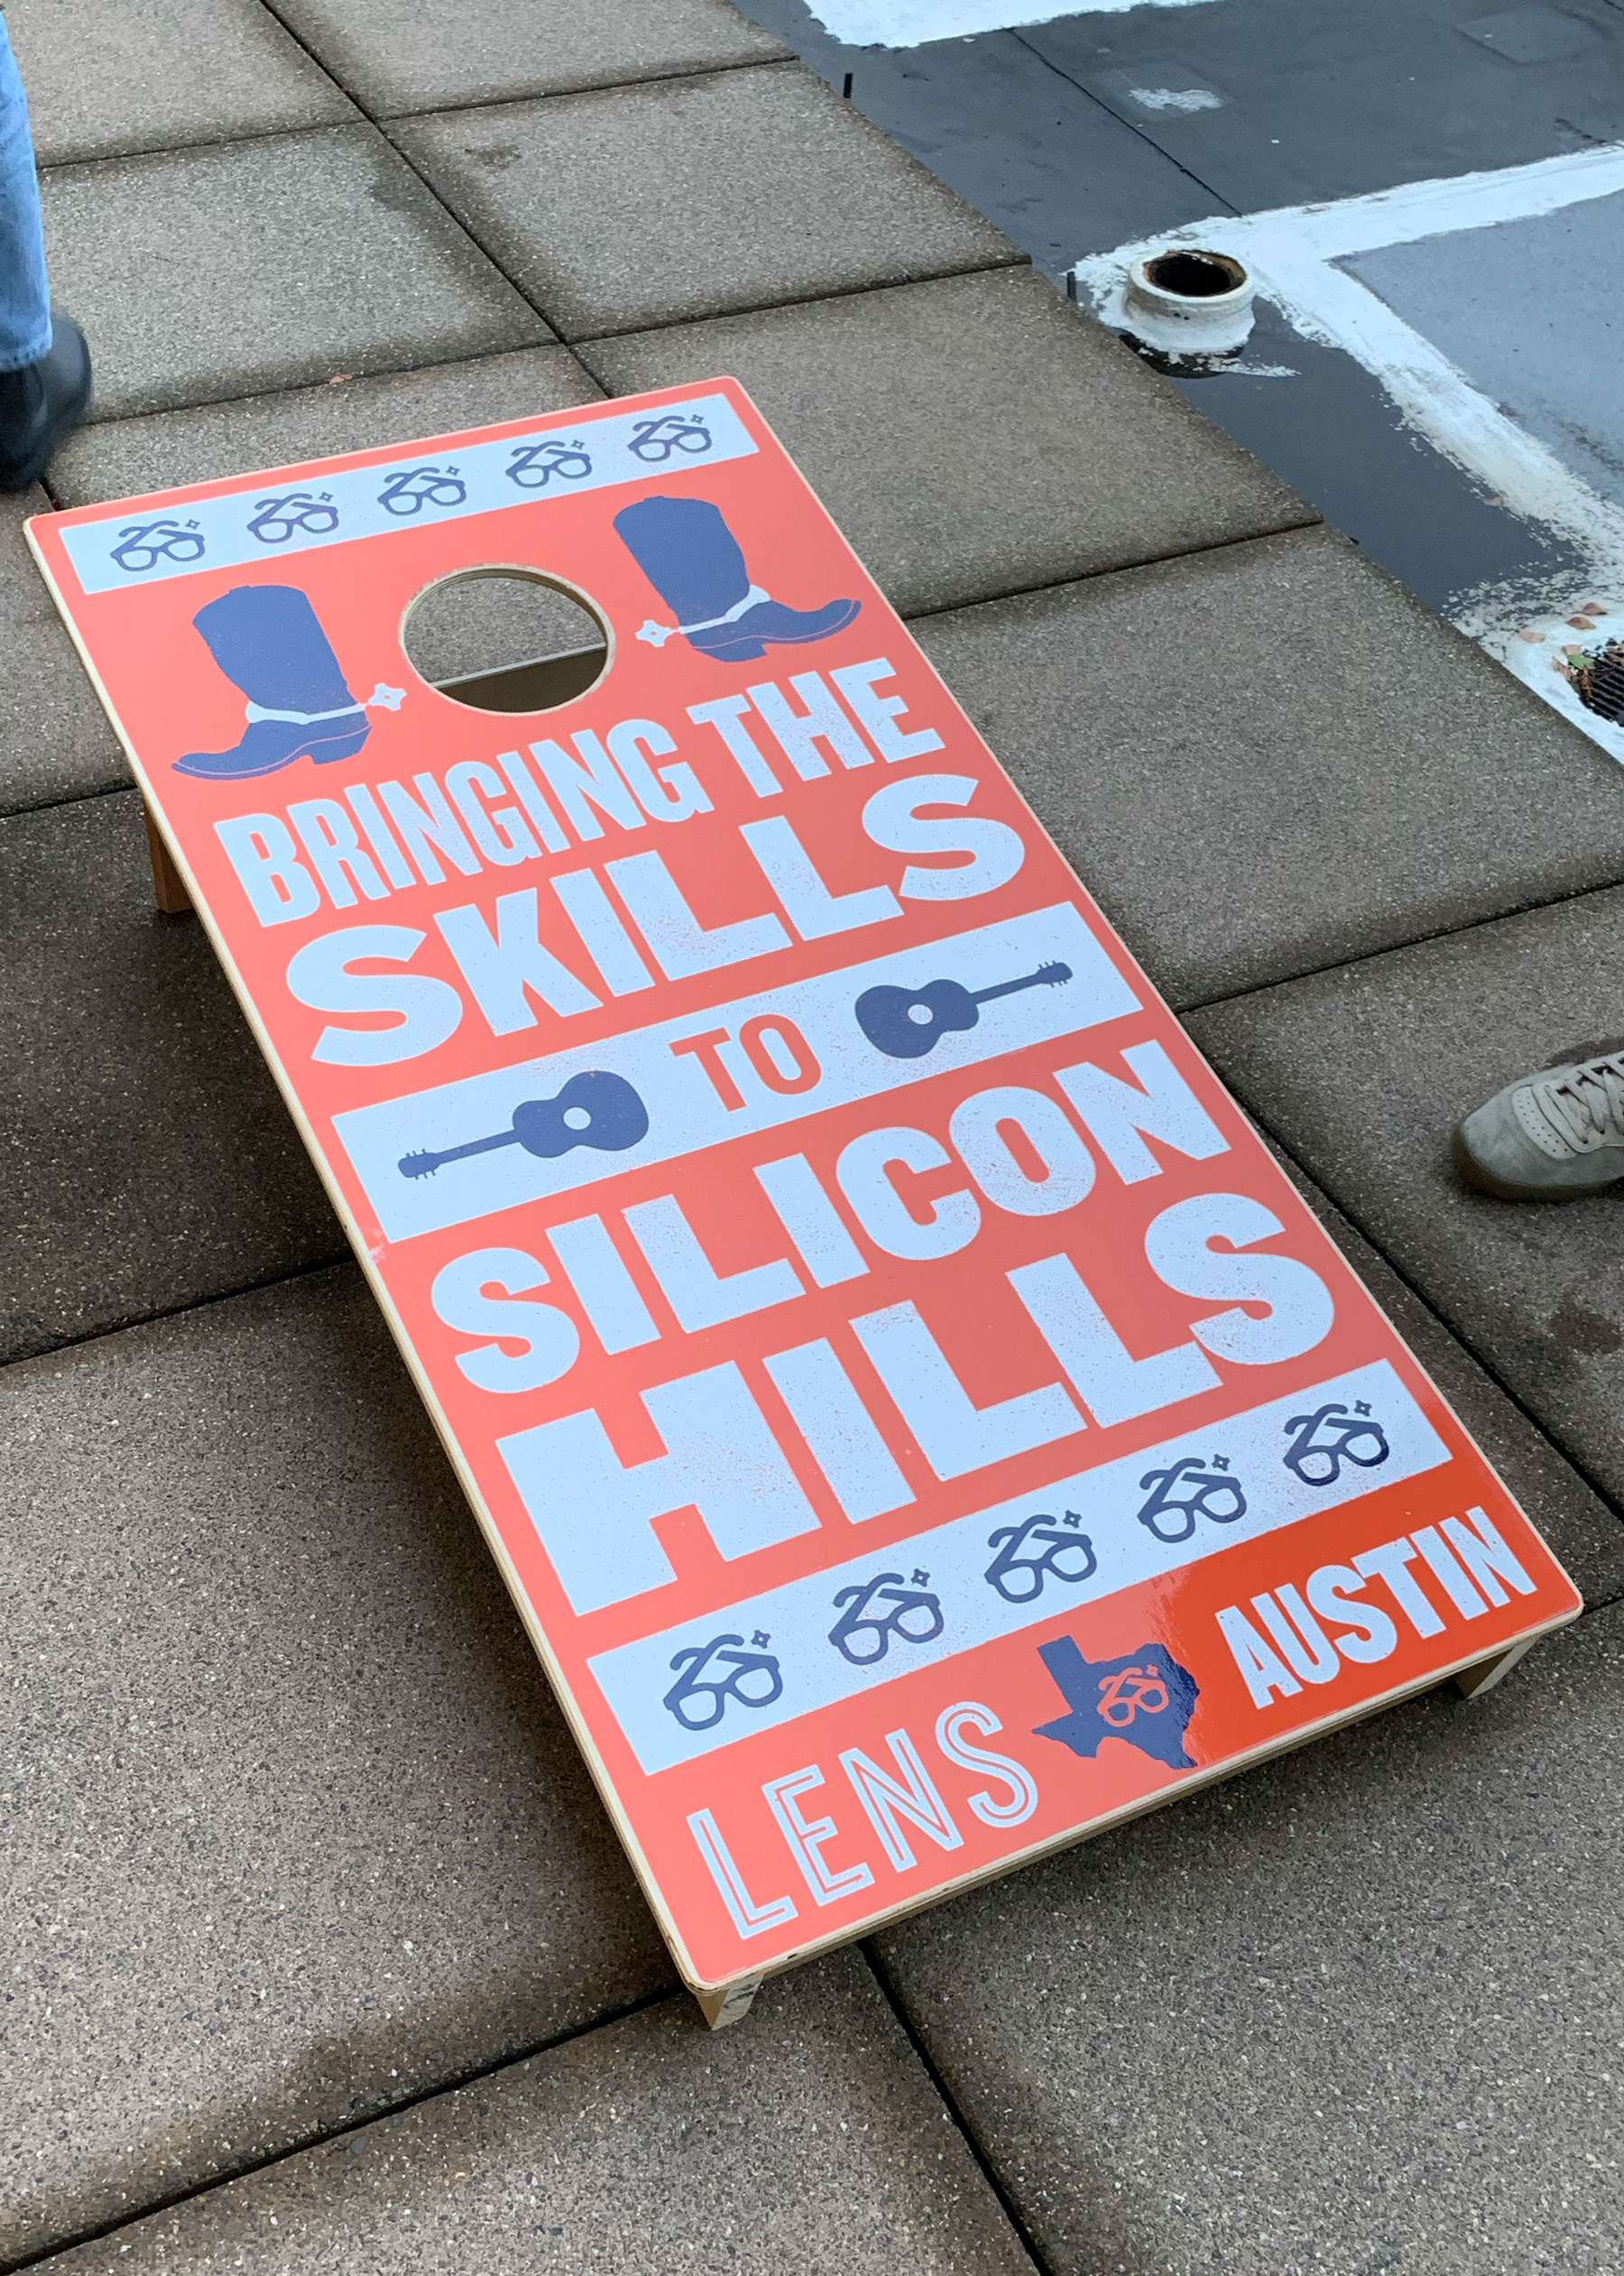 BRINGING THE
SKILLS
TO
SILICON
HILLS
LENS AUSTIN